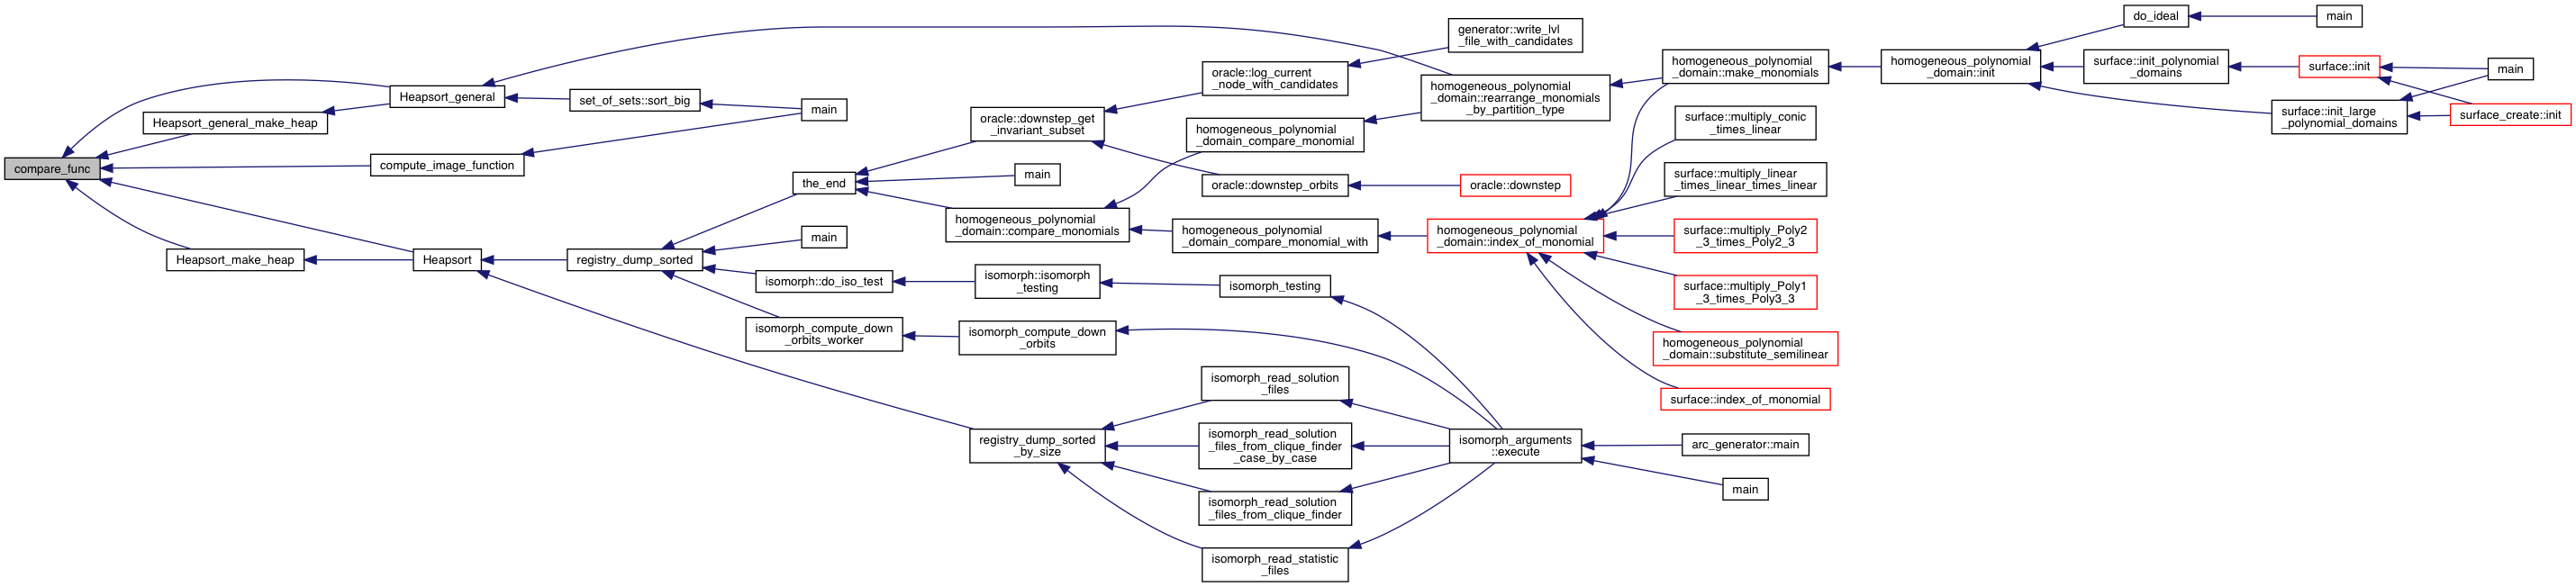 compare_func
Heapsort_general
Heapsort_general_make_heap
compute_image_function
Heapsort_make_heap
Heapsort
set_of_sets::sort_big
main
registry_dump_sorted
the_end
main
isomorph::do_iso_test
isomorph_compute_down
_orbits_worker
oracle::downstep_get
_invariant_subset
main
homogeneous_polynomial
_domain::compare_monomials
isomorph::isomorph
_testing
isomorph_compute_down
_orbits
registry_dump_sorted
_by_size
generator::write_lvl
_file_with_candidates
oracle::log_current
_node_with_candidates
homogeneous_polynomial
_domain_compare_monomial
oracle::downstep_orbits
homogeneous_polynomial
_domain_compare_monomial_with
isomorph_testing
isomorph_read_solution
_files
isomorph_read_solution
_files_from_clique_finder
_case_by_case
isomorph_read_solution
_files_from_clique_finder
isomorph_read_statistic
_files
homogeneous_polynomial
_domain::rearrange_monomials
_by_partition_type
oracle::downstep
homogeneous_polynomial
_domain::index_of_monomial
isomorph_arguments
::execute
homogeneous_polynomial
_domain::make_monomials
surface::multiply_conic
_times_linear
surface::multiply_linear
_times_linear_times_linear
surface::multiply_Poly2
_3_times_Poly2_3
surface::multiply_Poly1
_3_times_Poly3_3
homogeneous_polynomial
_domain::substitute_semilinear
surface::index_of_monomial
arc_generator::main
main
homogeneous_polynomial
_domain::init
do_ideal
main
surface::init_polynomial
_domains
surface::init
main
surface::init_large
_polynomial_domains
surface_create::init